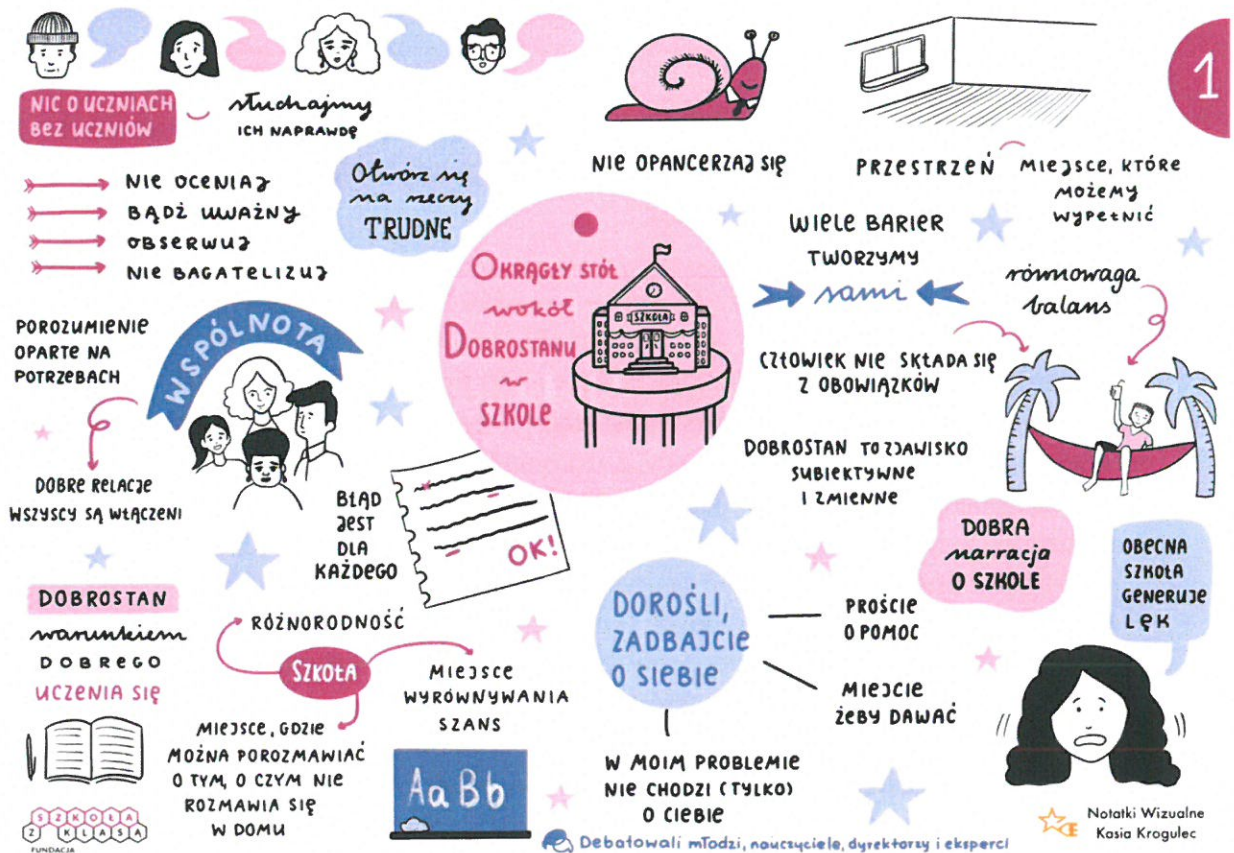 1
NIC O UCZNIACH
BEZ UCZNIÓW
słuchajmy
ICH NAPRAWDĘ
NIE OCENIAJ
BĄDŹ UWAŻNY
OBSERWUJ
NIE BAGATELIZUJ
Otwórz się
na rzeczy
TRUDNE
NIE OPANCERZAJ SIĘ
PRZESTRZEŃ
MIEJSCE, KTÓRE
MOŻEMY
WYPEŁNIĆ
OKRĄGŁY STÓŁ
wokół
DOBROSTANU
w
SZKOLE
SZKOŁA
WIELE BARIER
TWORZYMY
sami
równowaga
balans
CZŁOWIEK NIE SKŁADA SIĘ
Z OBOWIĄZKÓW
DOBROSTAN TO ZJAWISKO
SUBIEKTYWNE
I ZMIENNE
POROZUMIENIE
OPARTE NA
POTRZEBACH
WSPÓLNOTA
DOBRE RELACJE
WSZYSCY SĄ WŁĄCZENI
BŁĄD
JEST
DLA
KAŻDEGO
OK!
DOBRA
narracja
O SZKOLE
OBECNA
SZKOŁA
GENERUJE
LĘK
DOBROSTAN
warunkiem
DOBREGO
UCZENIA SIĘ
RÓŻNORODNOŚĆ
SZKOŁA
MIEJSCE
WYRÓWNYWANIA
SZANS
MIEJSCE, GDZIE
MOŻNA POROZMAWIAĆ
O TYM, O CZYM NIE
ROZMAWIA SIĘ
W DOMU
AaBb
DOROŚLI,
ZADBAJCIE
O SIEBIE
PROŚCIE
O POMOC
MIEJCIE
ŻEBY DAWAĆ
W MOIM PROBLEMIE
NIE CHODZI (TYLKO)
O CIEBIE
SZKOŁA
Z KLASĄ
FUNDACJA
Debatowali młodzi, nauczyciele, dyrektorzy i eksperci
Notatki Wizualne
Kasia Krogulec